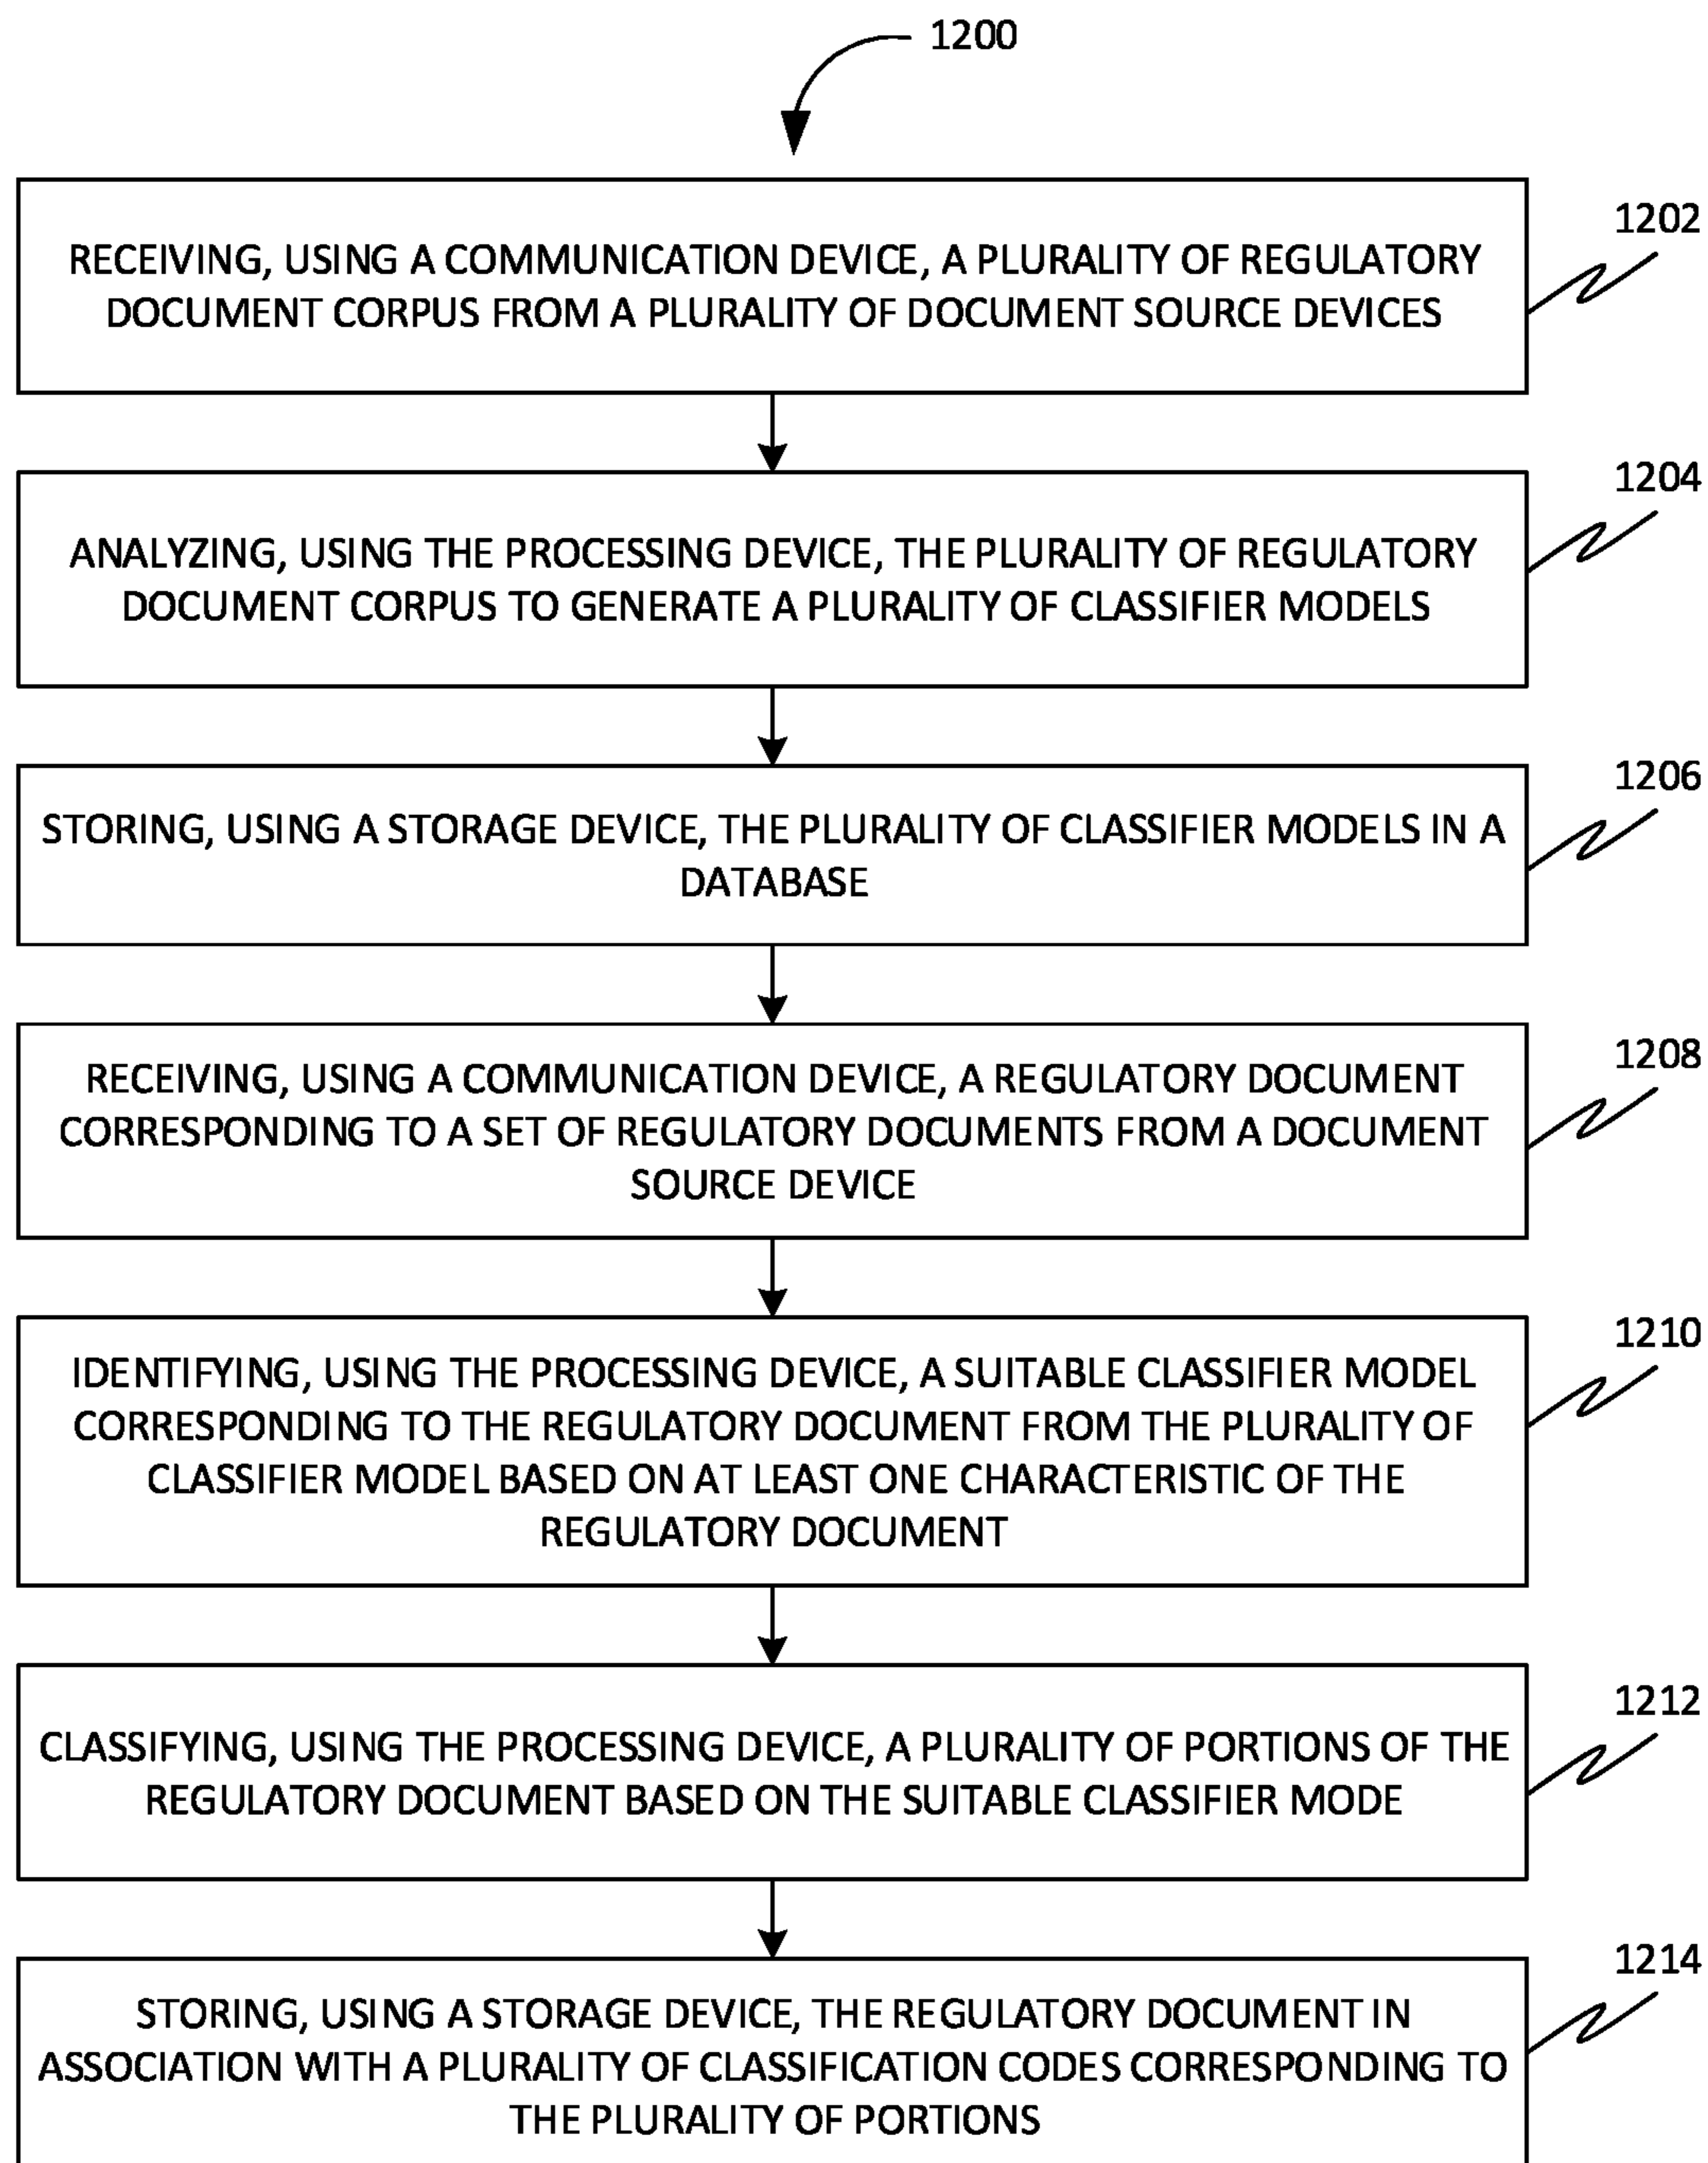 1200
1202
RECEIVING, USING A COMMUNICATION DEVICE, A PLURALITY OF REGULATORY
DOCUMENT CORPUS FROM A PLURALITY OF DOCUMENT SOURCE DEVICES
1204
ANALYZING, USING THE PROCESSING DEVICE, THE PLURALITY OF REGULATORY
DOCUMENT CORPUS TO GENERATE A PLURALITY OF CLASSIFIER MODELS
1206
STORING, USING A STORAGE DEVICE, THE PLURALITY OF CLASSIFIER MODELS IN A
DATABASE
1208
RECEIVING, USING A COMMUNICATION DEVICE, A REGULATORY DOCUMENT
CORRESPONDING TO A SET OF REGULATORY DOCUMENTS FROM A DOCUMENT
SOURCE DEVICE
1210
IDENTIFYING, USING THE PROCESSING DEVICE, A SUITABLE CLASSIFIER MODEL
CORRESPONDING TO THE REGULATORY DOCUMENT FROM THE PLURALITY OF
CLASSIFIER MODEL BASED ON AT LEAST ONE CHARACTERISTIC OF THE
REGULATORY DOCUMENT
1212
CLASSIFYING, USING THE PROCESSING DEVICE, A PLURALITY OF PORTIONS OF THE
REGULATORY DOCUMENT BASED ON THE SUITABLE CLASSIFIER MODE
1214
STORING, USING A STORAGE DEVICE, THE REGULATORY DOCUMENT IN
ASSOCIATION WITH A PLURALITY OF CLASSIFICATION CODES CORRESPONDING TO
THE PLURALITY OF PORTIONS